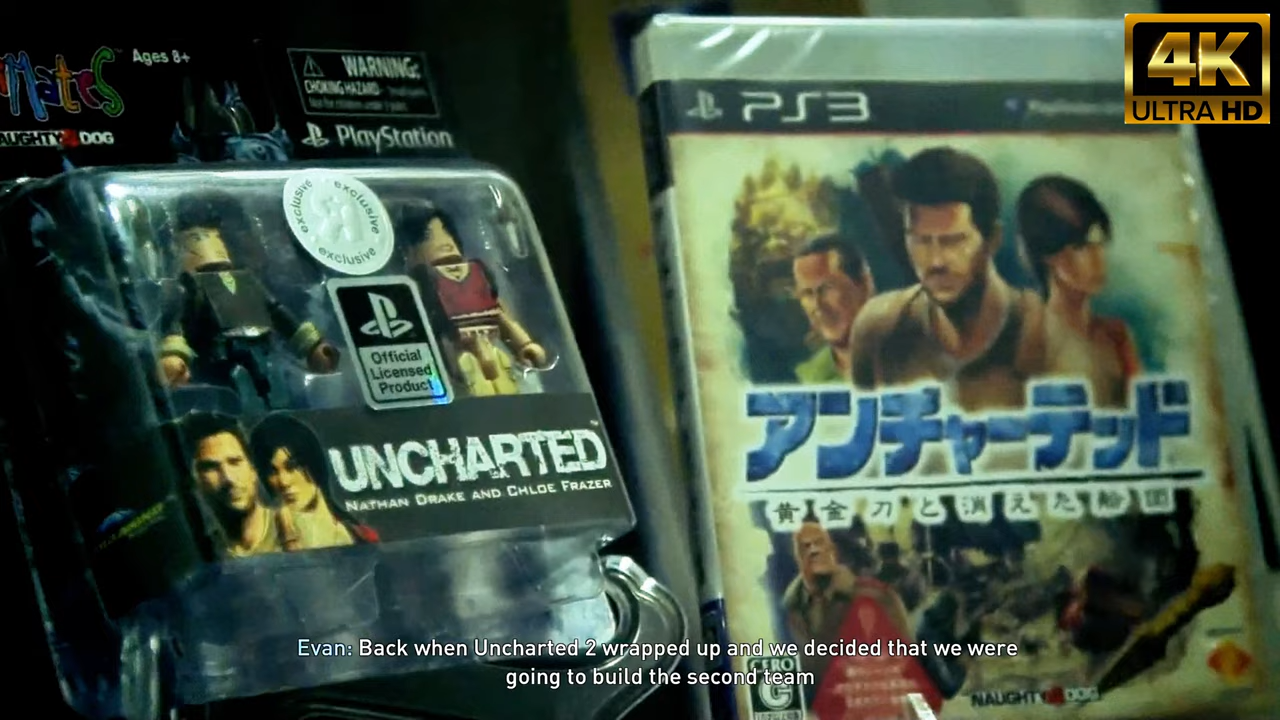 Mates
Ages 8+
NAUGHTY DOG
WARNING:
CHOKING HAZARD
PlayStation
exclusive exclusive exclusive
Official
Licensed
Product
UNCHARTED
NATHAN DRAKE AND CHLOE FRAZER
PS3
アンチャーテッド
黄金刀と消えた船団
CERO
C
NAUGHTY DOG
4K
ULTRA HD
Evan: Back when Uncharted 2 wrapped up and we decided that we were
going to build the second team